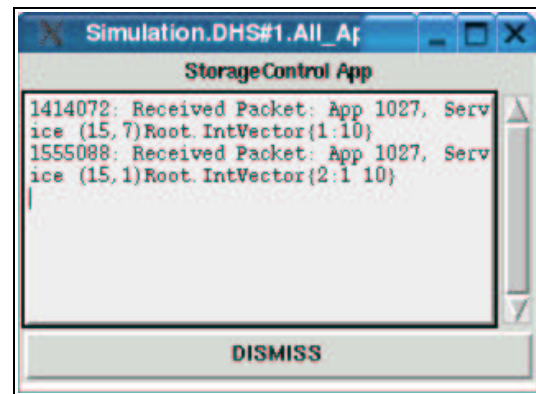 Simulation.DHS#1.All_Ap
StorageControl App
1414072: Received Packet: App 1027, Serv
ice (15,7)Root.IntVector{1:10}
1555088: Received Packet: App 1027, Serv
ice (15,1)Root.IntVector{2:1 10}
DISMISS